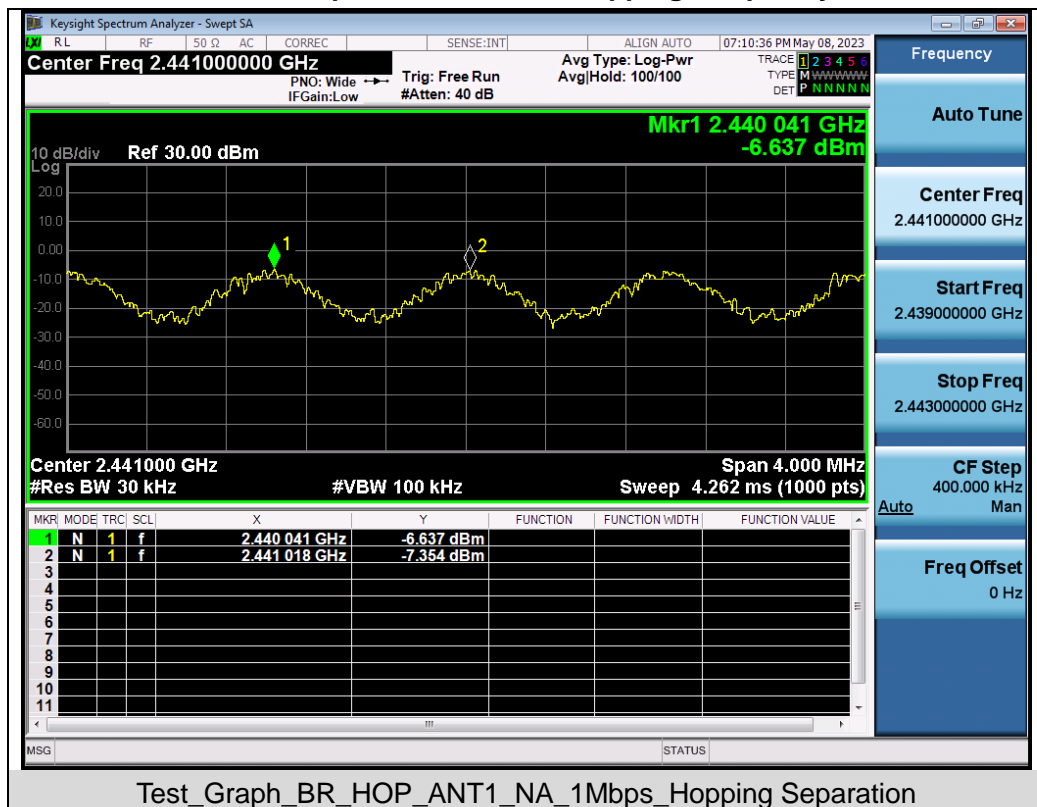 Keysight Spectrum Analyzer - Swept SA
LXI RL RF 50 Ω AC CORREC SENSE:INT ALIGN AUTO 07:10:36 PM May 08, 2023
Center Freq 2.441000000 GHz
PNO: Wide
IFGain:Low
Trig: Free Run
#Atten: 40 dB
Avg Type: Log-Pwr
Avg|Hold: 100/100
TRACE 1 2 3 4 5 6
TYPE M WWWWW
DET P N N N N N
Mkr1 2.440 041 GHz
-6.637 dBm
10 dB/div Ref 30.00 dBm
Log
20.0
10.0
0.00
-10.0
-20.0
-30.0
-40.0
-50.0
-60.0
1
2
Center 2.441000 GHz Span 4.000 MHz
#Res BW 30 kHz #VBW 100 kHz Sweep 4.262 ms (1000 pts)
MKR MODE TRC SCL X Y FUNCTION FUNCTION WIDTH FUNCTION VALUE
1 N 1 f 2.440 041 GHz -6.637 dBm
2 N 1 f 2.441 018 GHz -7.354 dBm
3
4
5
6
7
8
9
10
11
MSG STATUS
Frequency
Auto Tune
Center Freq
2.441000000 GHz
Start Freq
2.439000000 GHz
Stop Freq
2.443000000 GHz
CF Step
400.000 kHz
Auto Man
Freq Offset
0 Hz
Test_Graph_BR_HOP_ANT1_NA_1Mbps_Hopping Separation